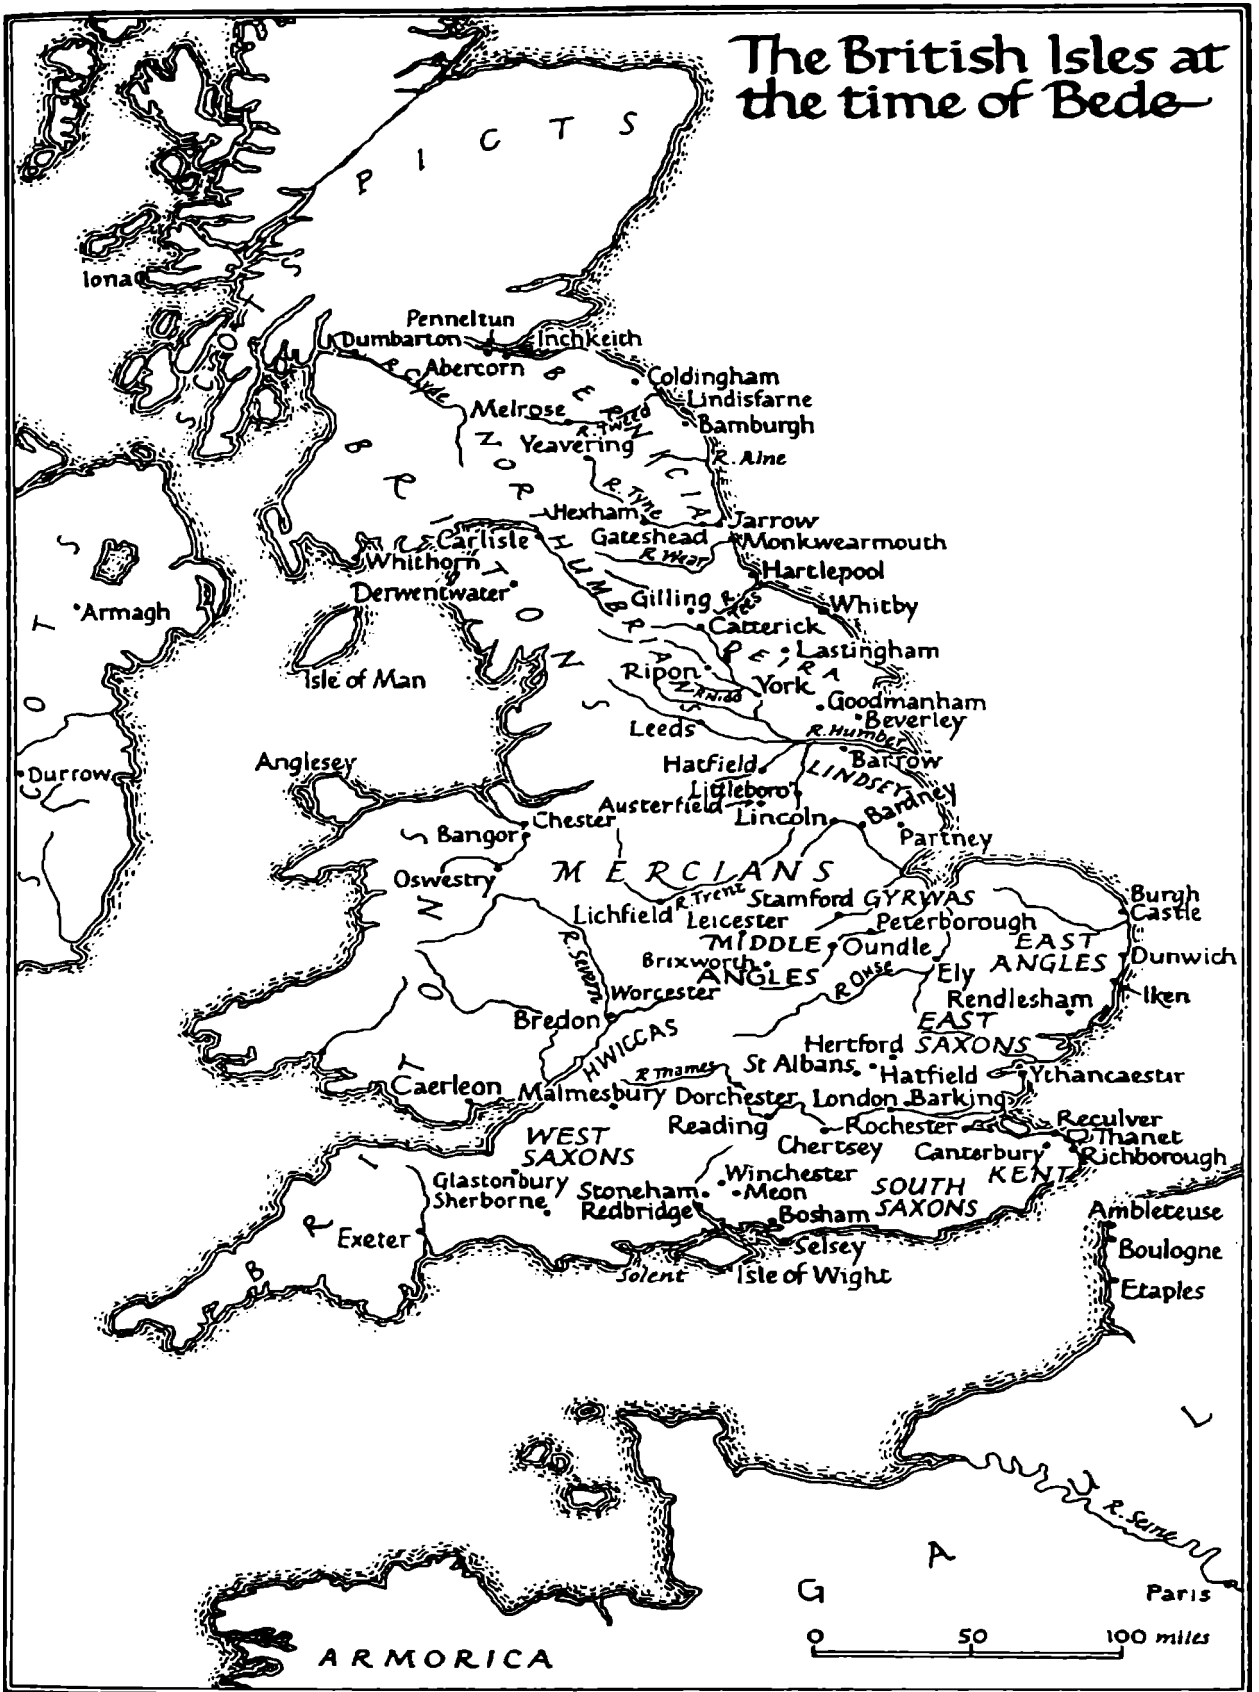 The British Isles at
the time of Bede
PICTS
Iona
SCOTS
Penneltun
Dumbarton
Inchkeith
Abercorn
R. Clyde
BERNICIA
Coldingham
Lindisfarne
Melrose
R. Tweed
Bamburgh
Yeavering
R. Alne
BRITONS
NORTHUMBRIANS
R. Tyne
Hexham
Jarrow
Carlisle
Gateshead
Monkwearmouth
R. Wear
Whithorn
Hartlepool
Derwentwater
Gilling
R. Tees
Whitby
Armagh
SCOTS
Catterick
DEIRA
Lastingham
Isle of Man
Ripon
R. Nidd
York
Goodmanham
Beverley
Leeds
R. Humber
Barrow
Durrow
Anglesey
Hatfield
LINDSEY
Littleboro'
Austerfield
Bardney
Chester
Lincoln
Bangor
Partney
Oswestry
MERCIANS
R. Trent
Stamford
GYRWAS
Burgh
Castle
Lichfield
Leicester
Peterborough
MIDDLE
ANGLES
Oundle
EAST
ANGLES
Dunwich
Brixworth
R. Severn
R Ouse
Ely
Worcester
Rendlesham
Iken
Bredon
HWICCAS
EAST
SAXONS
Hertford
St Albans
Hatfield
Ythancaestir
BRITONS
Caerleon
R Thames
Malmesbury
Dorchester
London
Barking
Reading
Rochester
Reculver
Thanet
WEST
SAXONS
Chertsey
Canterbury
Richborough
KENT
Glastonbury
Winchester
Sherborne
Stoneham
Meon
SOUTH
SAXONS
Redbridge
Bosham
Ambleteuse
Exeter
Selsey
Boulogne
Solent
Isle of Wight
Etaples
GAUL
R. Seine
Paris
0 50 100 miles
ARMORICA